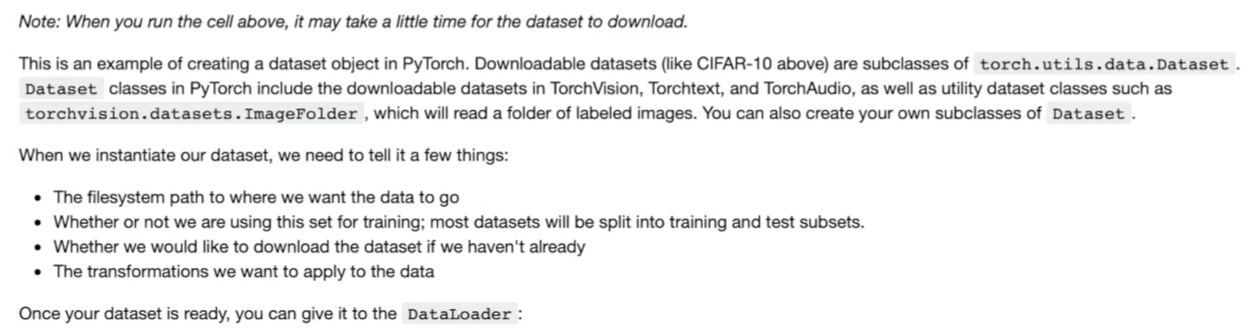 Note: When you run the cell above, it may take a little time for the dataset to download.
This is an example of creating a dataset object in PyTorch. Downloadable datasets (like CIFAR-10 above) are subclasses of torch.utils.data.Dataset.
Dataset classes in PyTorch include the downloadable datasets in TorchVision, Torchtext, and TorchAudio, as well as utility dataset classes such as
torchvision.datasets.ImageFolder, which will read a folder of labeled images. You can also create your own subclasses of Dataset.
When we instantiate our dataset, we need to tell it a few things:
• The filesystem path to where we want the data to go
• Whether or not we are using this set for training; most datasets will be split into training and test subsets.
• Whether we would like to download the dataset if we haven't already
• The transformations we want to apply to the data
Once your dataset is ready, you can give it to the DataLoader: